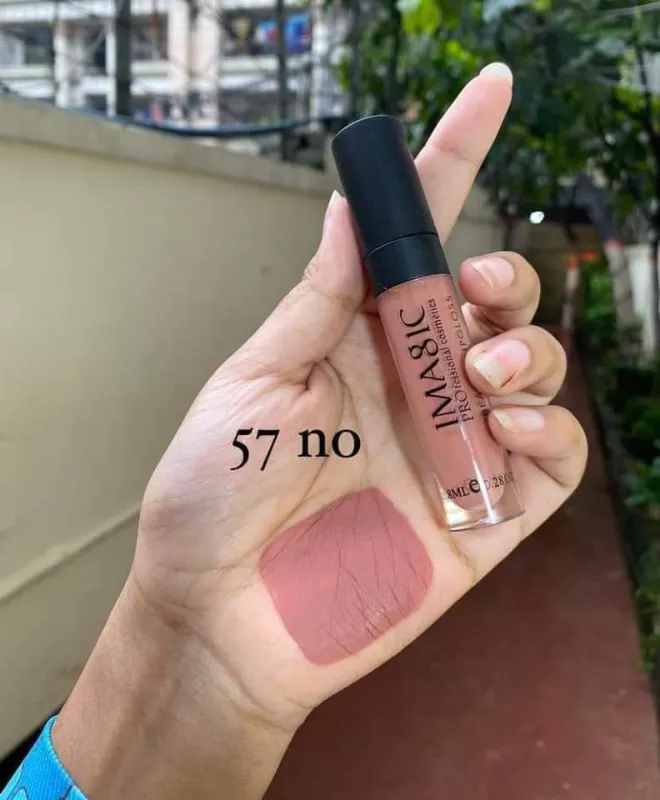 57 no
IMAGIC
PROfessional cosmetics
8ML e 0.28 OZ